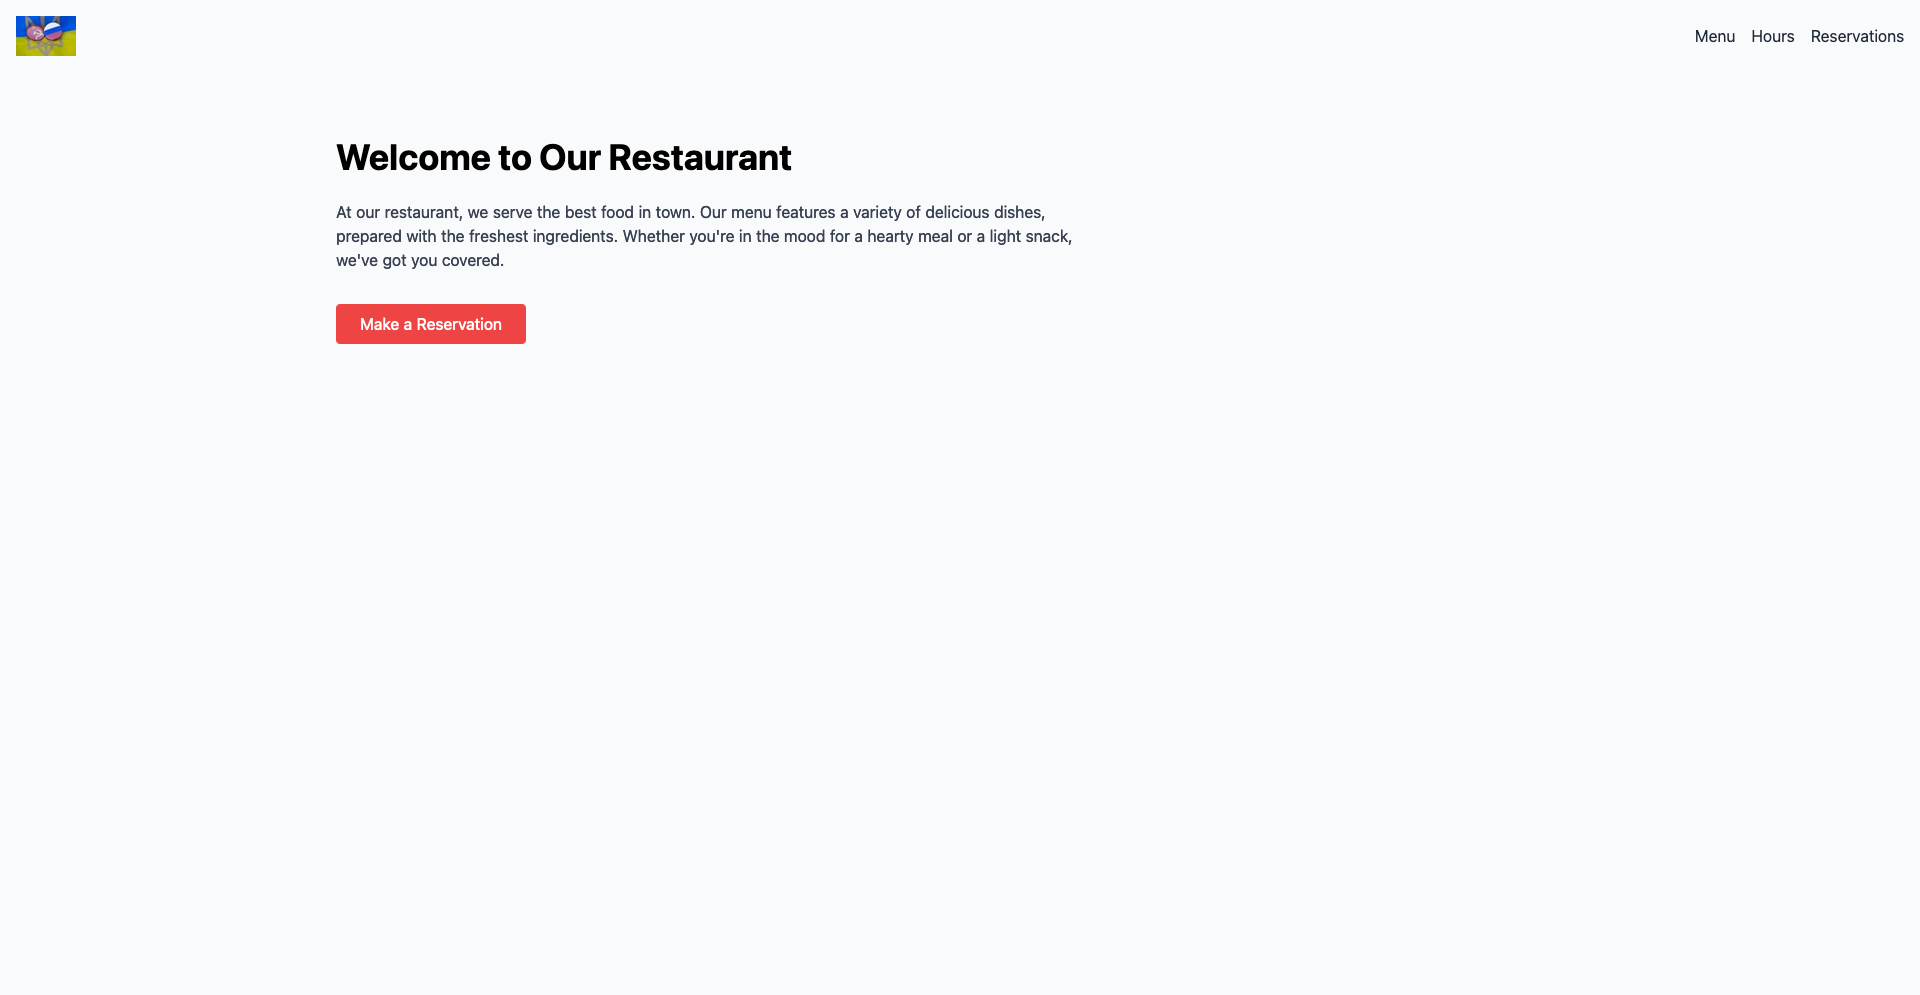 Menu Hours Reservations
Welcome to Our Restaurant
At our restaurant, we serve the best food in town. Our menu features a variety of delicious dishes,
prepared with the freshest ingredients. Whether you're in the mood for a hearty meal or a light snack,
we've got you covered.
Make a Reservation